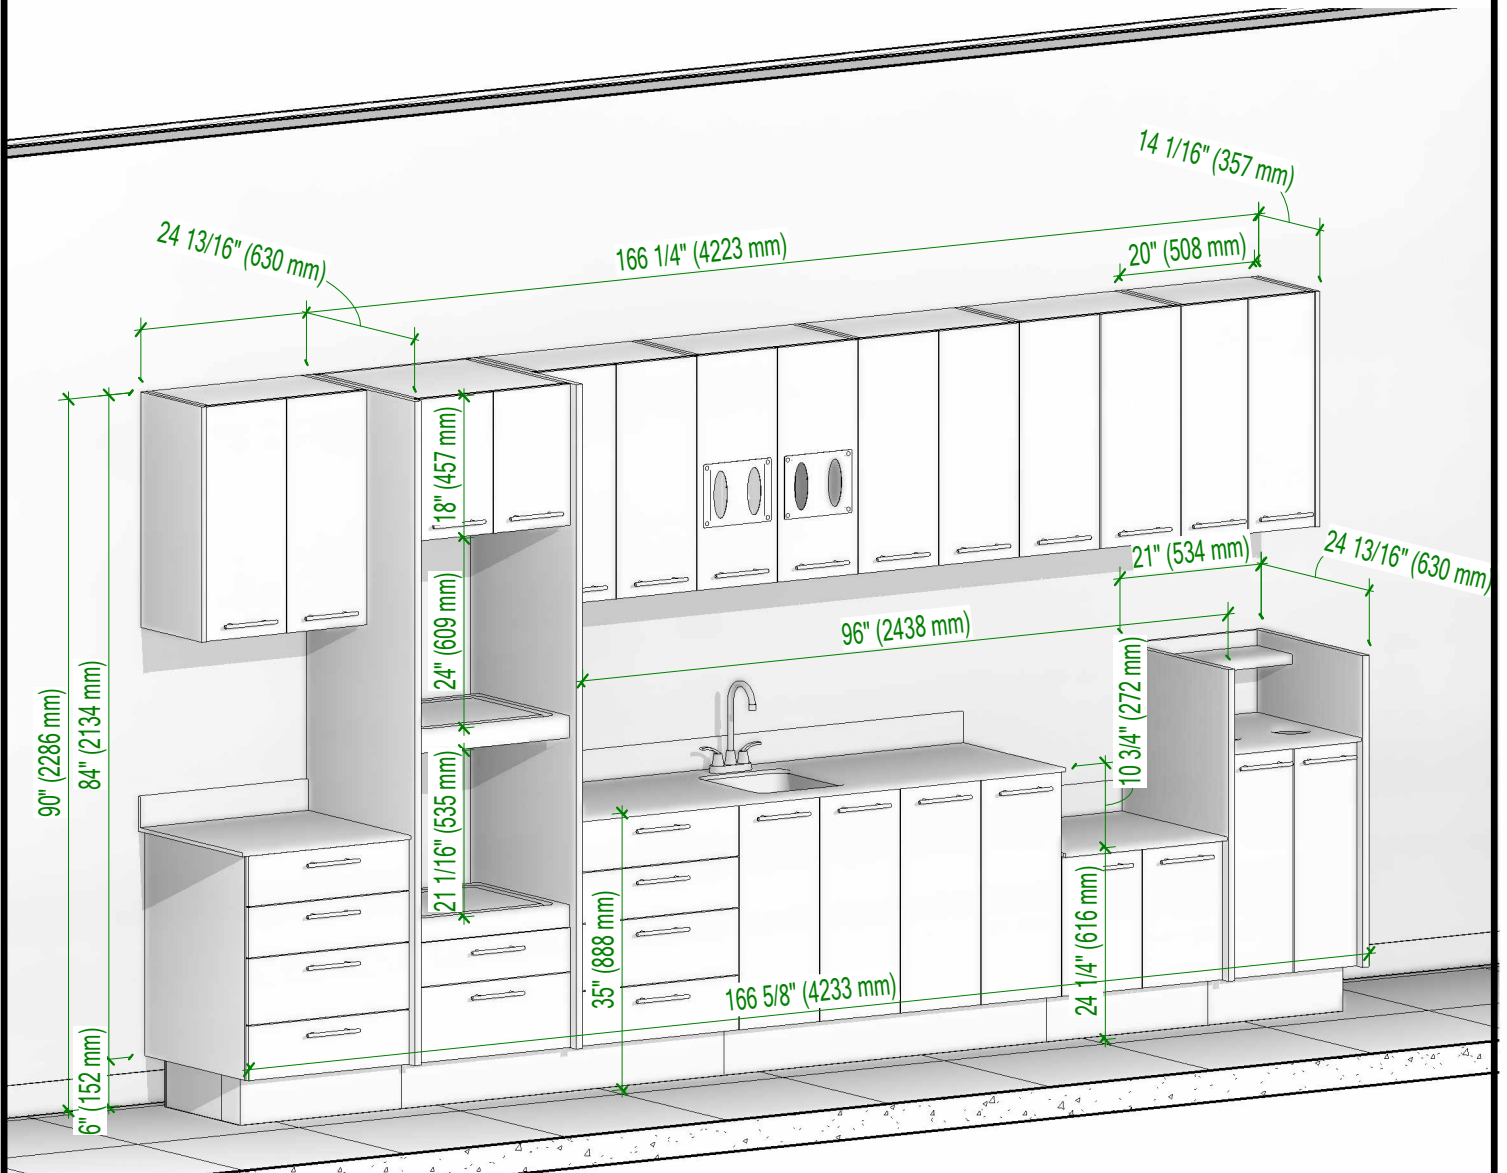 14 1/16" (357 mm)
24 13/16" (630 mm)
166 1/4" (4223 mm)
20" (508 mm)
18" (457 mm)
21" (534 mm)
24 13/16" (630 mm)
24" (609 mm)
96" (2438 mm)
10 3/4" (272 mm)
90" (2286 mm)
84" (2134 mm)
21 1/16" (535 mm)
35" (888 mm)
24 1/4" (616 mm)
166 5/8" (4233 mm)
6" (152 mm)